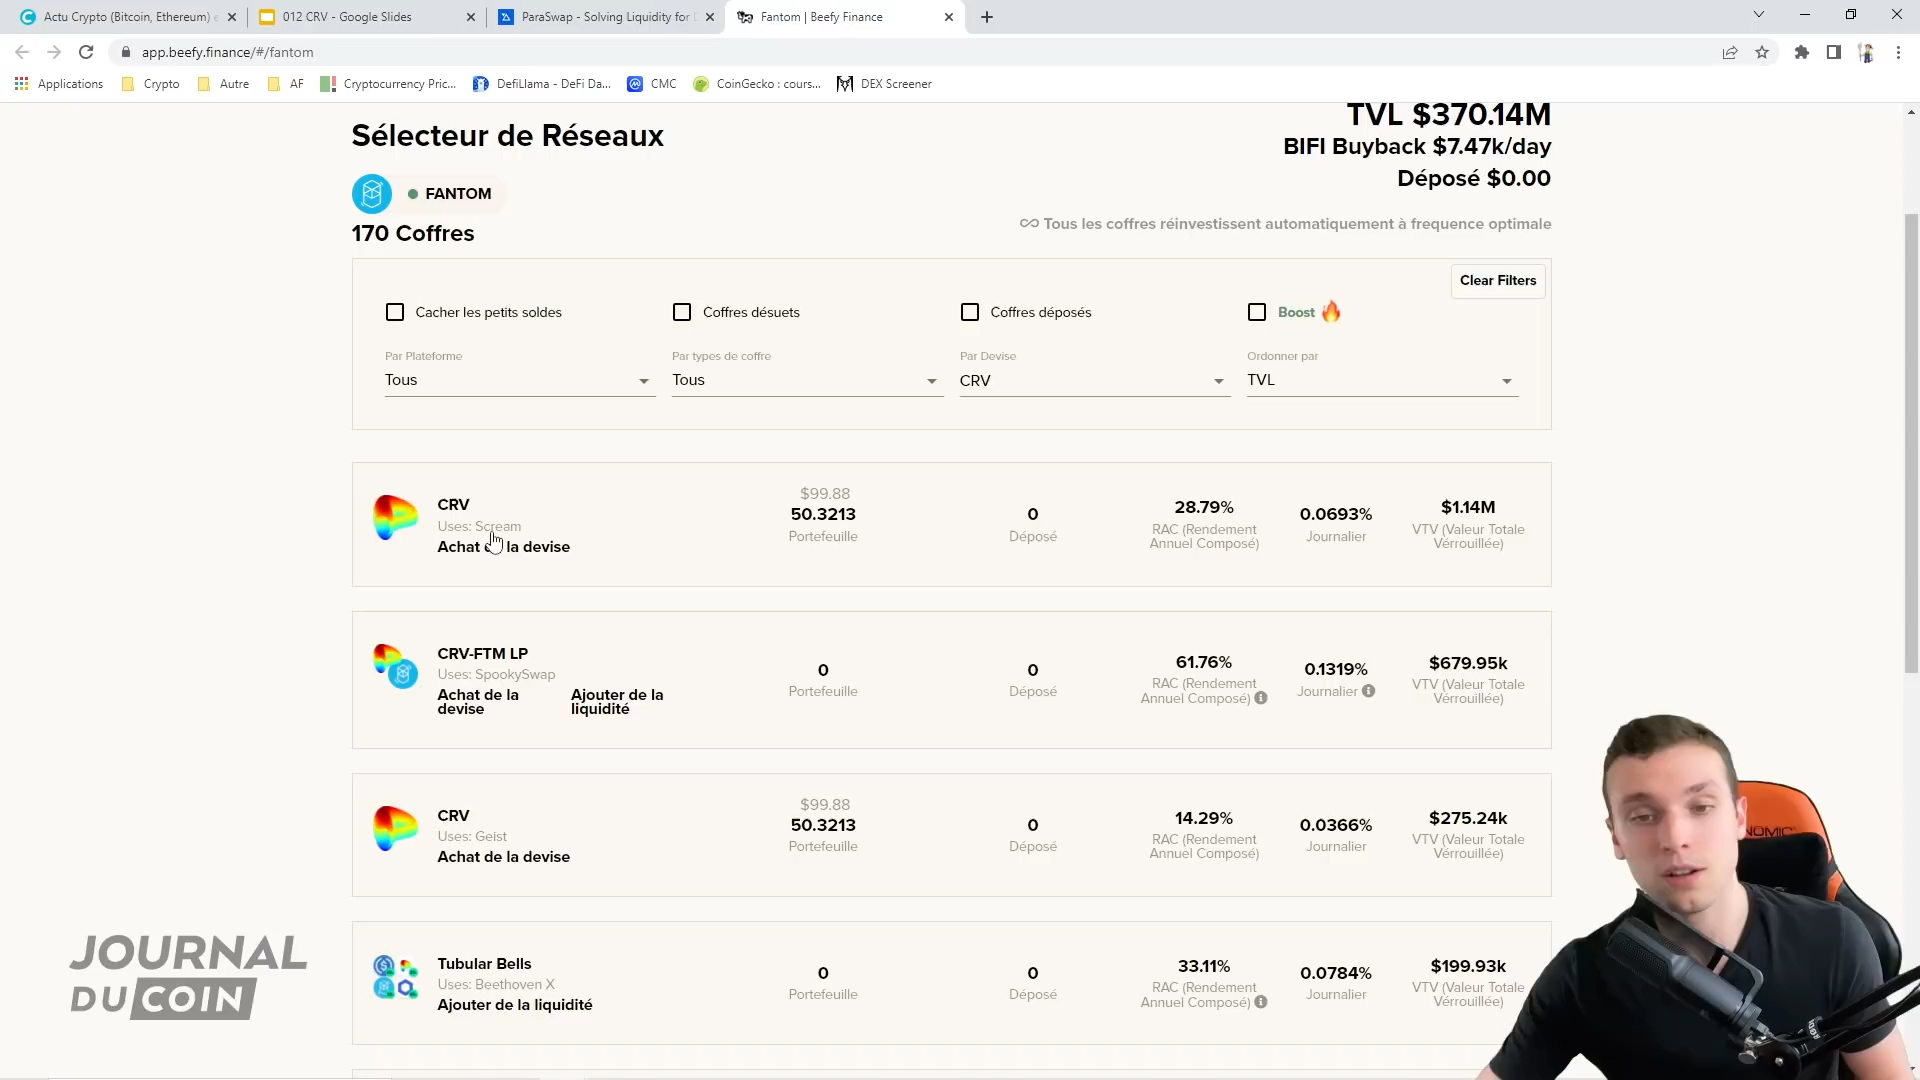 Actu Crypto (Bitcoin, Ethereum) e
012 CRV - Google Slides
ParaSwap - Solving Liquidity for
Fantom | Beefy Finance
app.beefy.finance/#/fantom
Applications
Crypto
Autre
AF
Cryptocurrency Pric...
DefiLlama - DeFi Da...
CMC
CoinGecko : cours...
DEX Screener
TVL $370.14M
Sélecteur de Réseaux
BIFI Buyback $7.47k/day
Déposé $0.00
FANTOM
170 Coffres
Tous les coffres réinvestissent automatiquement à frequence optimale
Clear Filters
Cacher les petits soldes
Coffres désuets
Coffres déposés
Boost 🔥
Par Plateforme
Tous
Par types de coffre
Tous
Par Devise
CRV
Ordonner par
TVL
CRV
Uses: Scream
Achat de la devise
$99.88
50.3213
Portefeuille
0
Déposé
28.79%
RAC (Rendement
Annuel Composé)
0.0693%
Journalier
$1.14M
VTV (Valeur Totale
Vérrouillée)
CRV-FTM LP
Uses: SpookySwap
Achat de la
devise
Ajouter de la
liquidité
0
Portefeuille
0
Déposé
61.76%
RAC (Rendement
Annuel Composé)
0.1319%
Journalier
$679.95k
VTV (Valeur Totale
Vérrouillée)
CRV
Uses: Geist
Achat de la devise
$99.88
50.3213
Portefeuille
0
Déposé
14.29%
RAC (Rendement
Annuel Composé)
0.0366%
Journalier
$275.24k
VTV (Valeur Totale
Vérrouillée)
Tubular Bells
Uses: Beethoven X
Ajouter de la liquidité
0
Portefeuille
0
Déposé
33.11%
RAC (Rendement
Annuel Composé)
0.0784%
Journalier
$199.93k
VTV (Valeur Totale
Vérrouillée)
JOURNAL
DU COIN